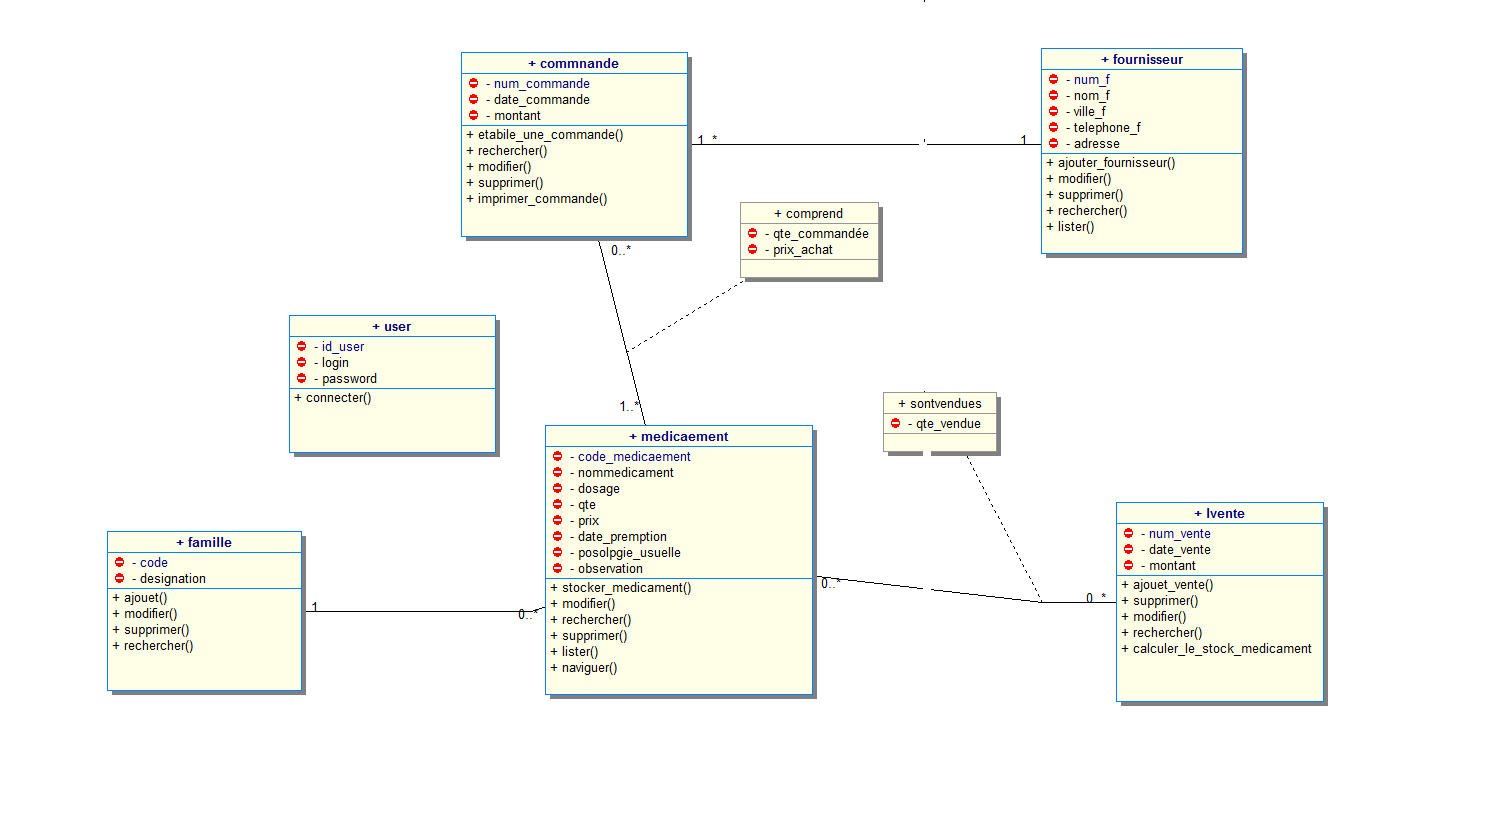 + commnande
- num_commande
- date_commande
- montant
+ etabile_une_commande()
+ rechercher()
+ modifier()
+ supprimer()
+ imprimer_commande()
+ fournisseur
- num_f
- nom_f
- ville_f
- telephone_f
- adresse
+ ajouter_fournisseur()
+ modifier()
+ supprimer()
+ rechercher()
+ lister()
1..*
1
+ comprend
- qte_commandée
- prix_achat
0..*
1..*
+ user
- id_user
- login
- password
+ connecter()
+ sontvendues
- qte_vendue
+ medicaement
- code_medicaement
- nommedicament
- dosage
- qte
- prix
- date_premption
- posolpgie_usuelle
- observation
+ stocker_medicament()
+ modifier()
+ rechercher()
+ supprimer()
+ lister()
+ naviguer()
+ famille
- code
- designation
+ ajouet()
+ modifier()
+ supprimer()
+ rechercher()
1
0..*
0..*
0..*
+ lvente
- num_vente
- date_vente
- montant
+ ajouet_vente()
+ supprimer()
+ modifier()
+ rechercher()
+ calculer_le_stock_medicament